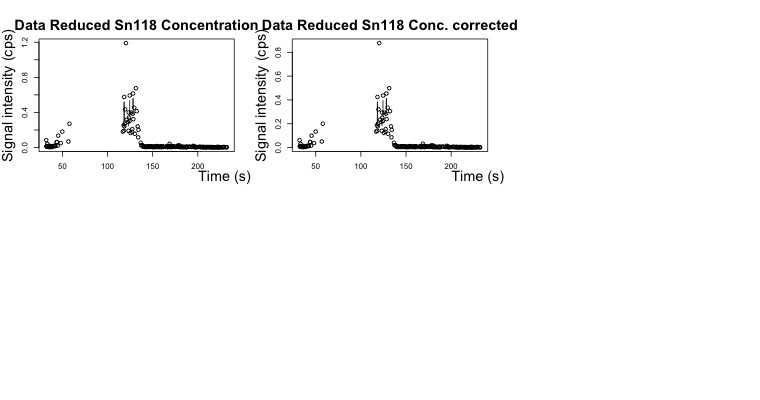 Data Reduced Sn118 Concentration
Signal intensity (cps)
0.0 0.4 0.8 1.2
50 100 150 200
Time (s)
Data Reduced Sn118 Conc. corrected
Signal intensity (cps)
0.0 0.2 0.4 0.6 0.8
50 100 150 200
Time (s)